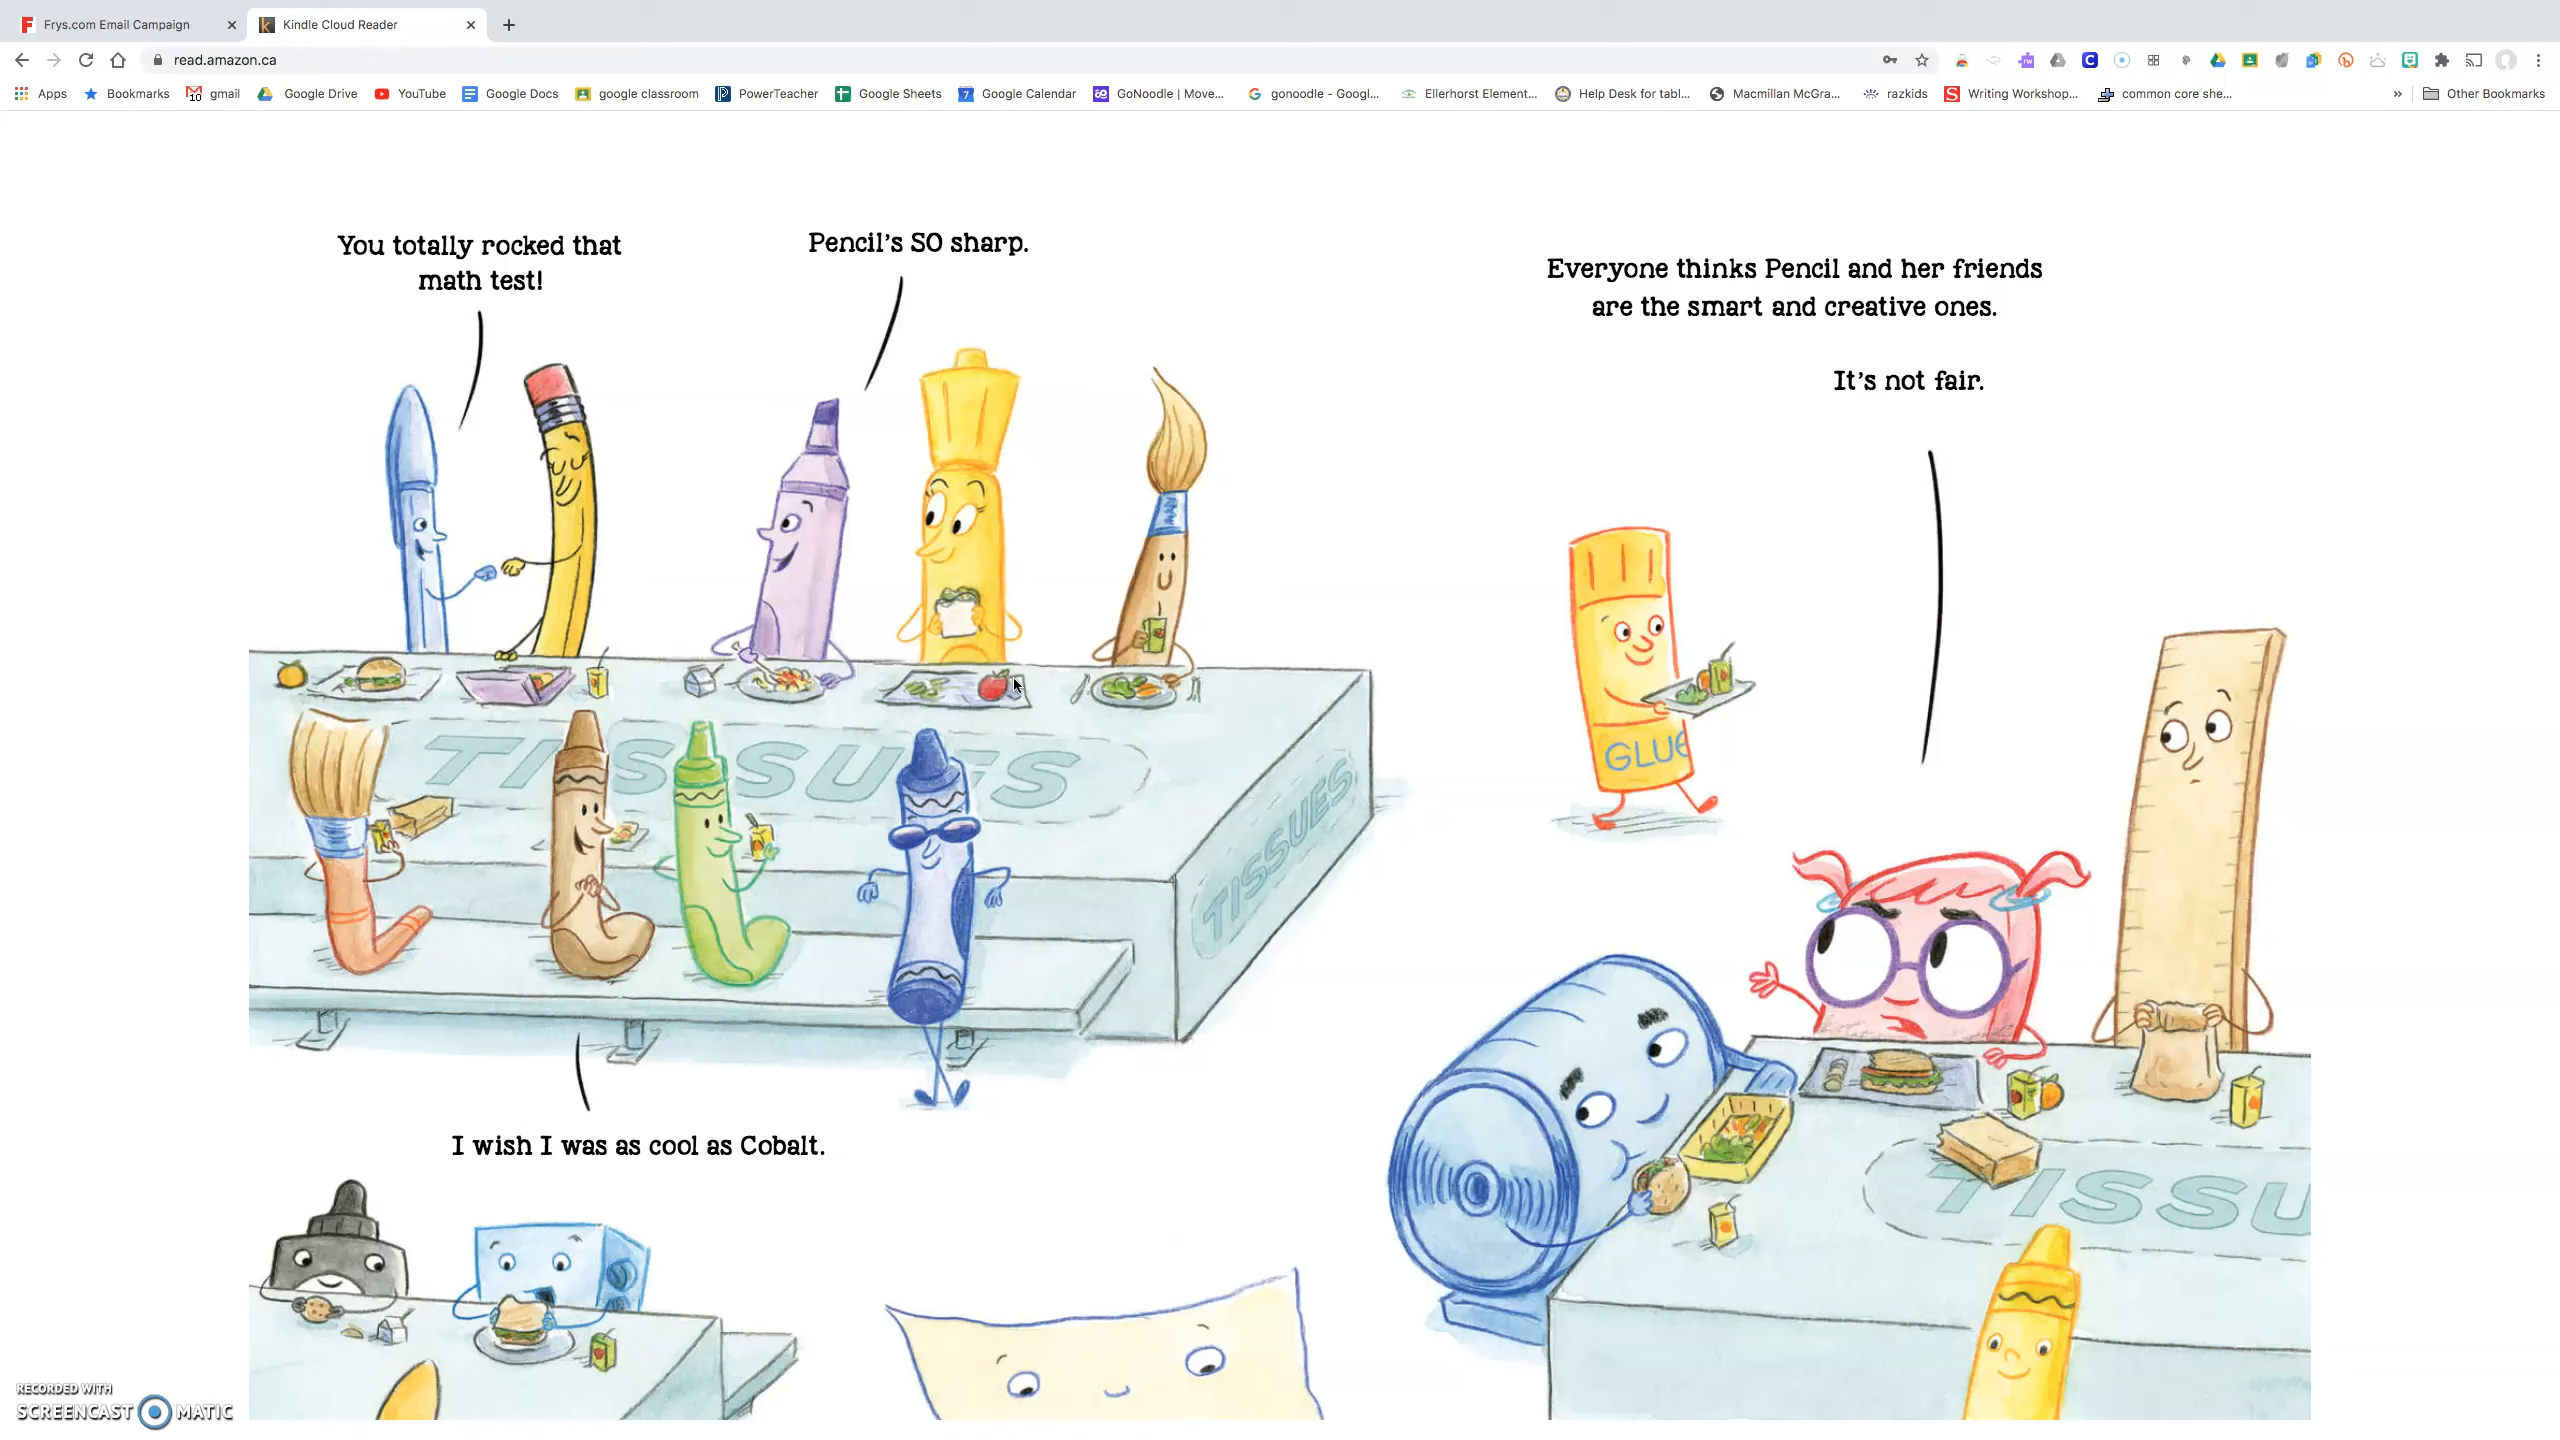 Frys.com Email Campaign
Kindle Cloud Reader
read.amazon.ca
Apps
Bookmarks
10
gmail
Google Drive
YouTube
Google Docs
google classroom
PowerTeacher
Google Sheets
7
Google Calendar
GoNoodle | Move...
gonoodle - Googl...
Ellerhorst Element...
Help Desk for tabl...
Macmillan McGra...
razkids
Writing Workshop...
common core she...
»
Other Bookmarks
You totally rocked that
math test!
Pencil's SO sharp.
TISSUES
TISSUES
I wish I was as cool as Cobalt.
Everyone thinks Pencil and her friends
are the smart and creative ones.
It's not fair.
GLUE
TISSU
RECORDED WITH
SCREENCAST MATIC